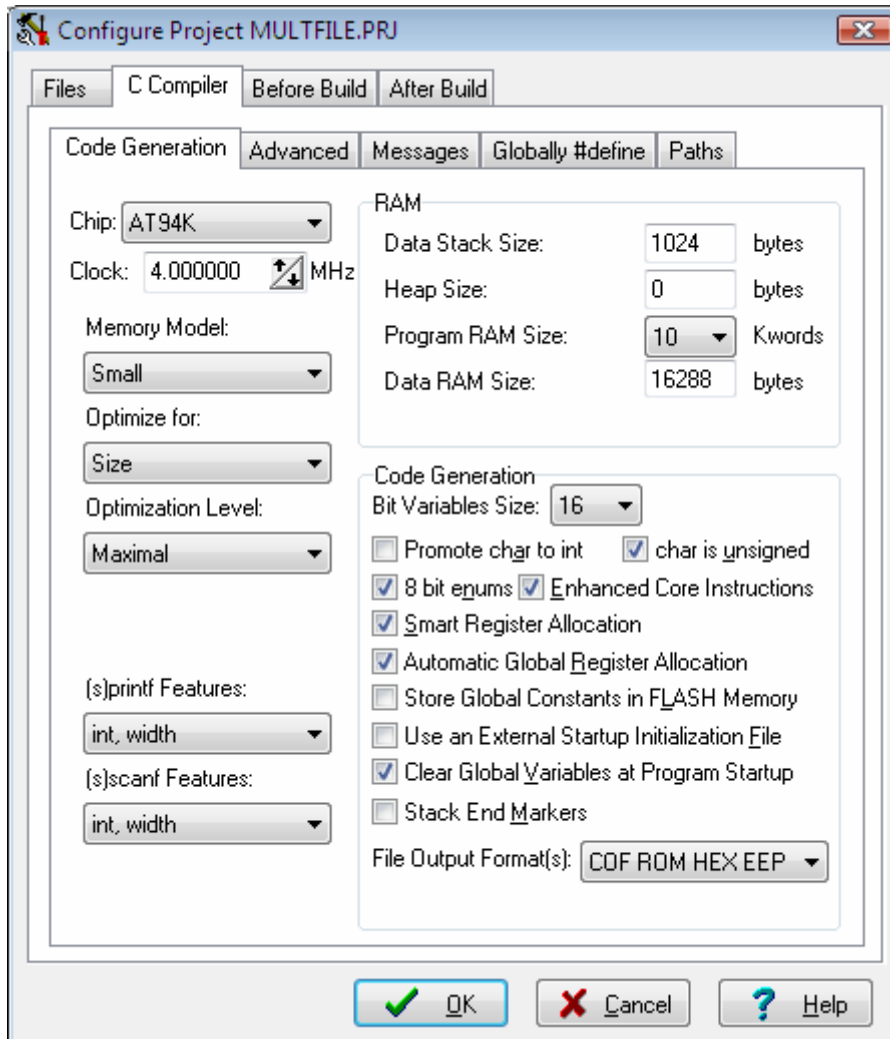 Configure Project MULTFILE.PRJ
Files C Compiler Before Build After Build
Code Generation Advanced Messages Globally #define Paths
Chip: AT94K
Clock: 4.000000 MHz
Memory Model:
Small
Optimize for:
Size
Optimization Level:
Maximal
(s)printf Features:
int, width
(s)scanf Features:
int, width
RAM
Data Stack Size: 1024 bytes
Heap Size: 0 bytes
Program RAM Size: 10 Kwords
Data RAM Size: 16288 bytes
Code Generation
Bit Variables Size: 16
Promote char to int char is unsigned
8 bit enums Enhanced Core Instructions
Smart Register Allocation
Automatic Global Register Allocation
Store Global Constants in FLASH Memory
Use an External Startup Initialization File
Clear Global Variables at Program Startup
Stack End Markers
File Output Format(s): COF ROM HEX EEP
OK Cancel Help